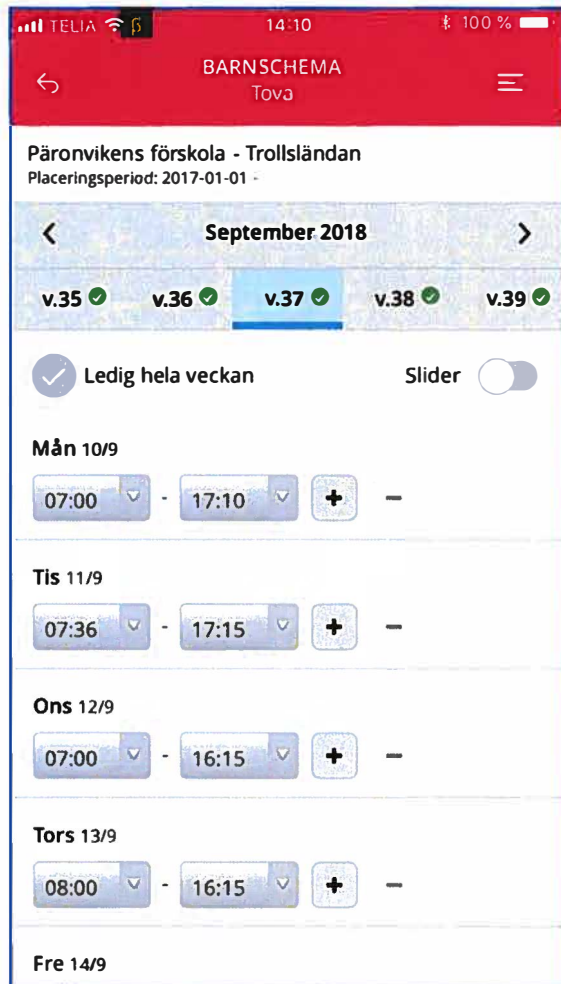 TELIA 14:10 100 %
BARNSCHEMA
Tova
Päronvikens förskola - Trollsländan
Placeringsperiod: 2017-01-01 -
September 2018
v.35 v.36 v.37 v.38 v.39
Ledig hela veckan Slider
Mån 10/9
07:00 - 17:10 + −
Tis 11/9
07:36 - 17:15 + −
Ons 12/9
07:00 - 16:15 + −
Tors 13/9
08:00 - 16:15 + −
Fre 14/9